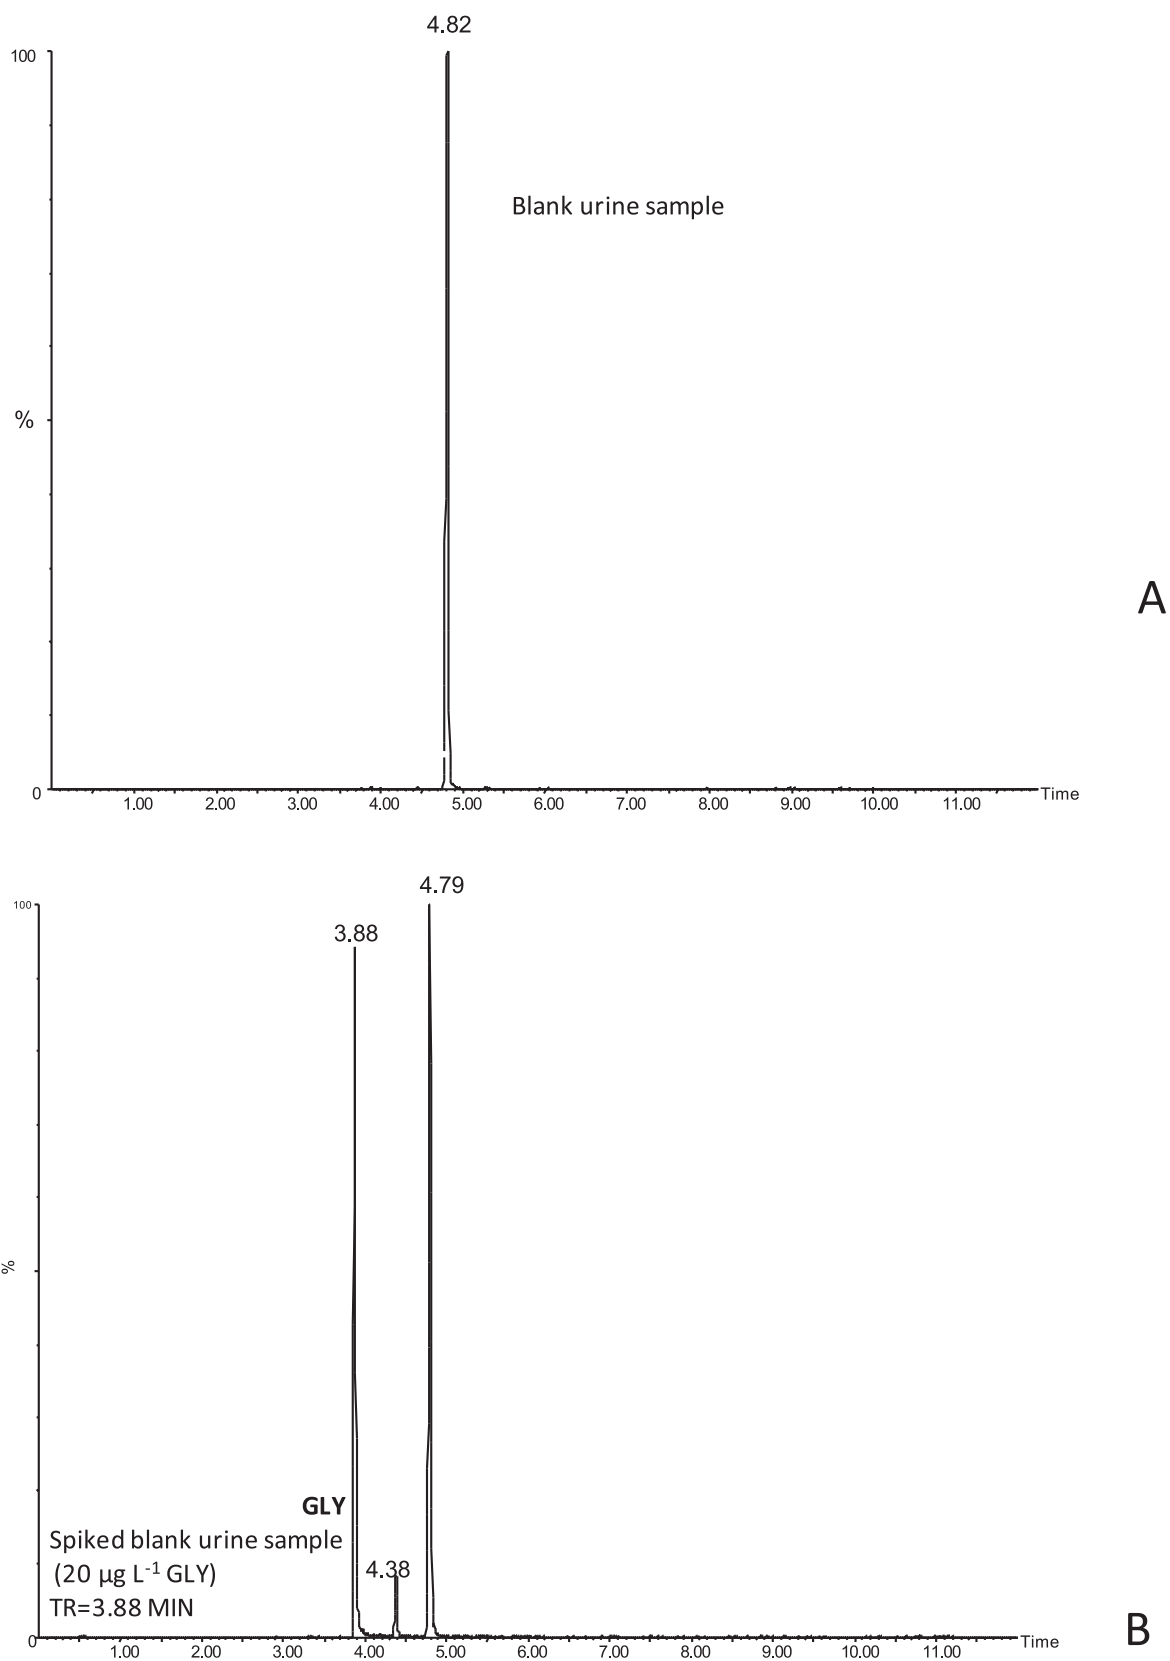 4.82
100
Blank urine sample
%
A
0
1.00 2.00 3.00 4.00 5.00 6.00 7.00 8.00 9.00 10.00 11.00
Time
4.79
100
3.88
%
GLY
Spiked blank urine sample
(20 µg L⁻¹ GLY)
4.38
TR=3.88 MIN
B
0
1.00 2.00 3.00 4.00 5.00 6.00 7.00 8.00 9.00 10.00 11.00
Time